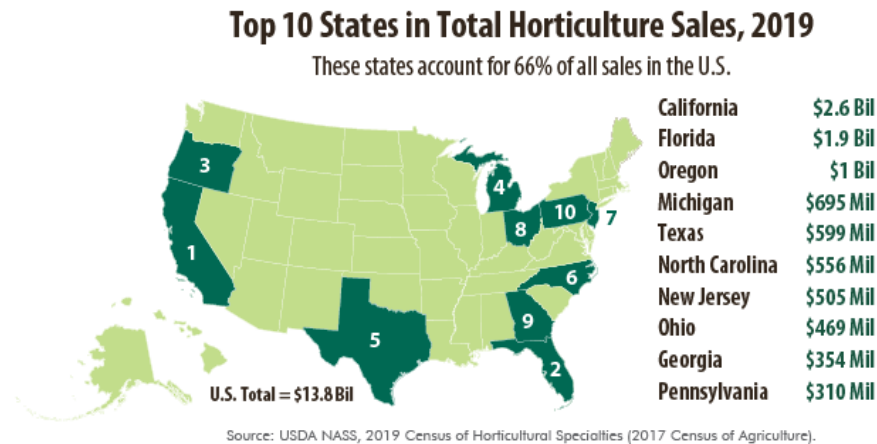 Top 10 States in Total Horticulture Sales, 2019
These states account for 66% of all sales in the U.S.
California $2.6 Bil
Florida $1.9 Bil
Oregon $1 Bil
Michigan $695 Mil
Texas $599 Mil
North Carolina $556 Mil
New Jersey $505 Mil
Ohio $469 Mil
Georgia $354 Mil
Pennsylvania $310 Mil
3
4
10
7
8
1
6
9
5
2
U.S. Total = $13.8 Bil
Source: USDA NASS, 2019 Census of Horticultural Specialties (2017 Census of Agriculture).